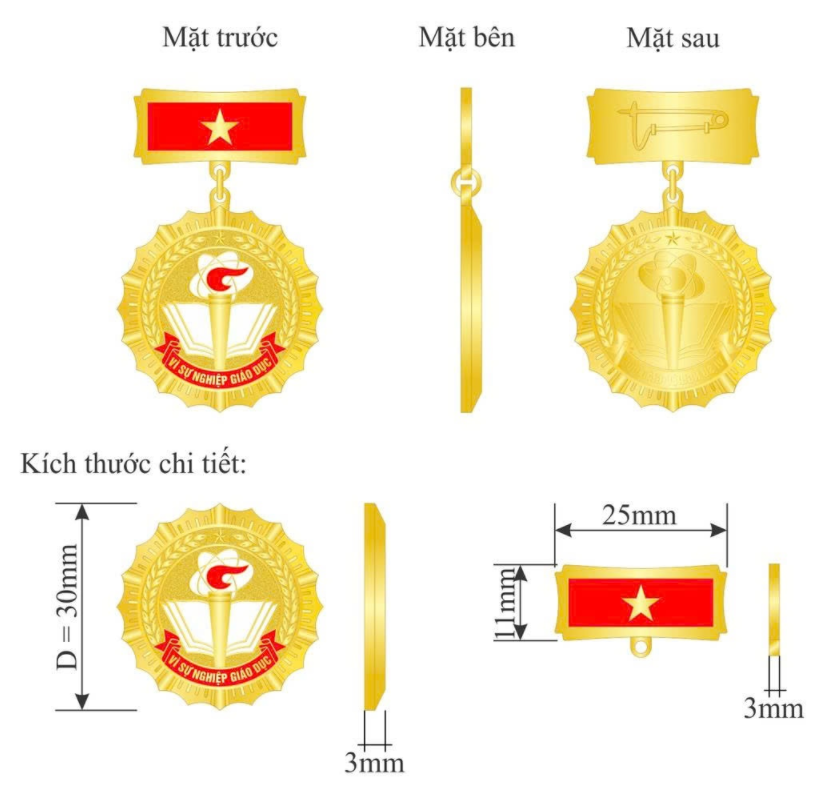 Mặt trước
Mặt bên
Mặt sau
VÌ SỰ NGHIỆP GIÁO DỤC
Kích thước chi tiết:
D = 30mm
VÌ SỰ NGHIỆP GIÁO DỤC
3mm
25mm
11mm
3mm